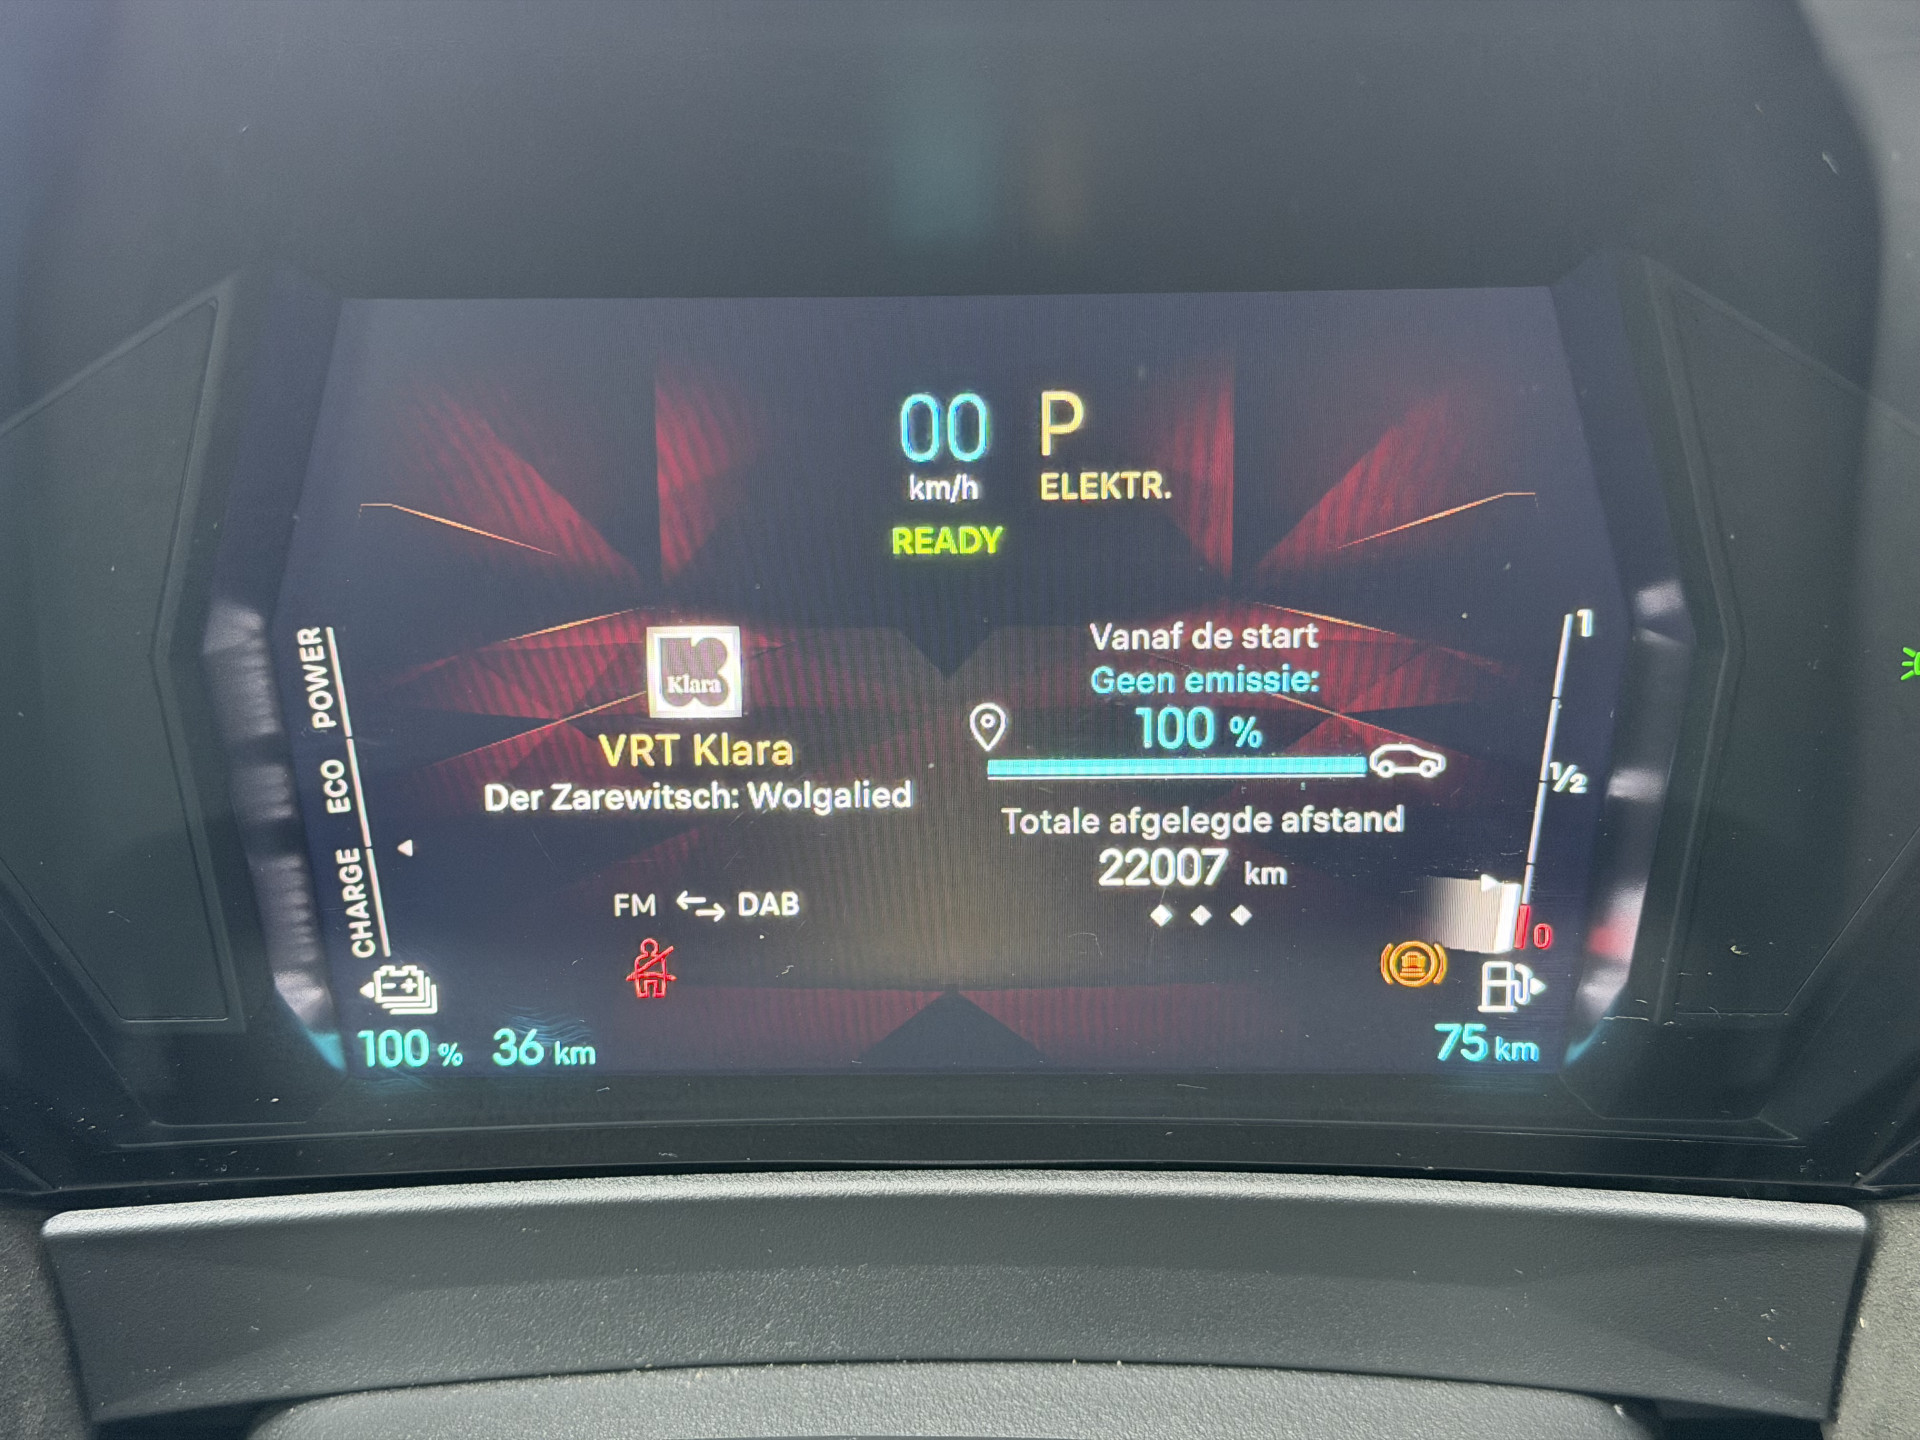 00 P
km/h ELEKTR.
READY
POWER
ECO
CHARGE
Klara
VRT Klara
Der Zarewitsch: Wolgalied
FM DAB
Vanaf de start
Geen emissie:
100 %
Totale afgelegde afstand
22007 km
1
1/2
0
100 % 36 km
75 km